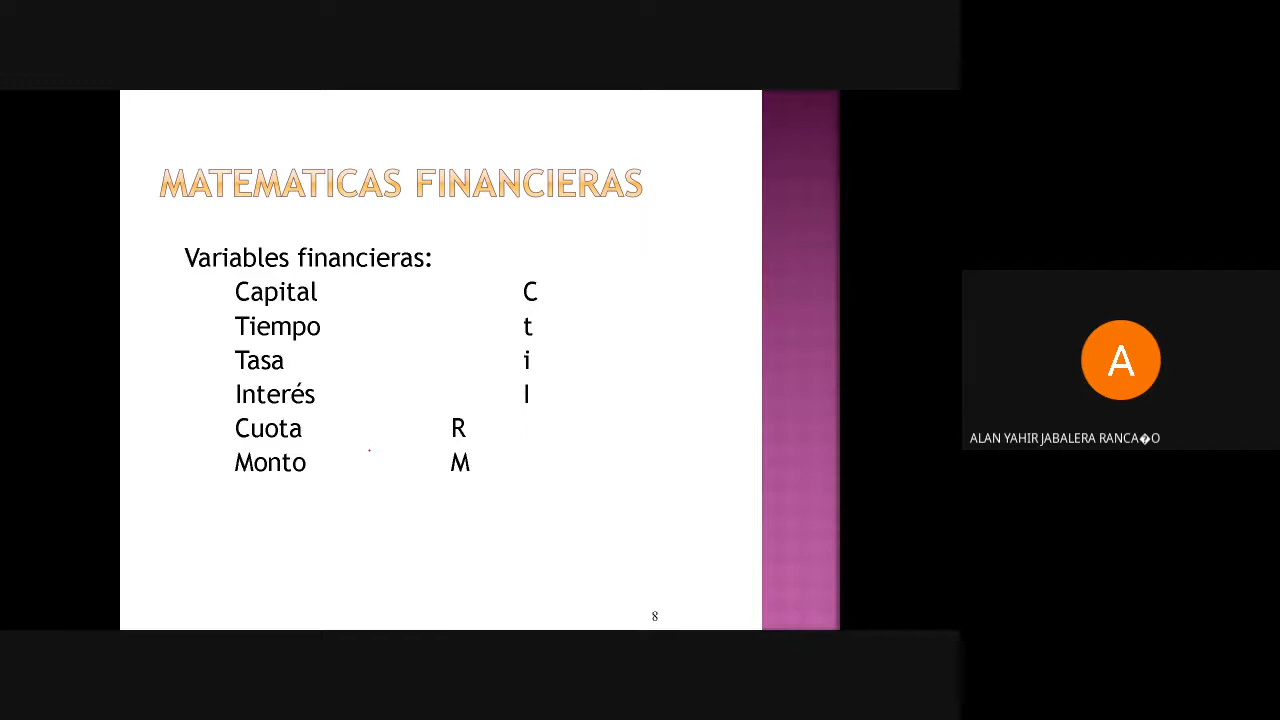 MATEMATICAS FINANCIERAS
Variables financieras:
Capital C
Tiempo t
Tasa i
Interés I
Cuota R
Monto M
8
A
ALAN YAHIR JABALERA RANCA�O